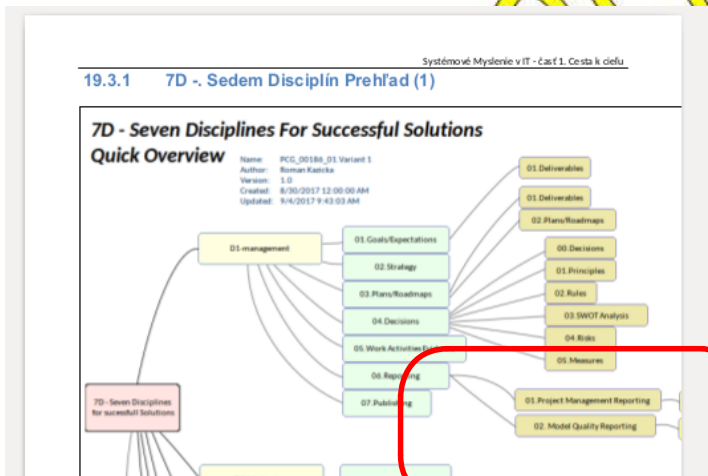 Systémové Myslenie v IT - časť 1. Cesta k cieľu
19.3.1 7D -. Sedem Disciplín Prehľad (1)
7D - Seven Disciplines For Successful Solutions
Quick Overview
Name: PCG_00186_01.Variant 1
Author: Roman Kazicka
Version: 1.0
Created: 8/30/2017 12:00:00 AM
Updated: 9/4/2017 9:43:03 AM
01.Deliverables
01.Deliverables
02.Plans/Roadmaps
01.Goals/Expectations
D1-management
00.Decisions
02.Strategy
01.Principles
03.Plans/Roadmaps
02.Rules
04.Decisions
03.SWOT Analysis
04.Risks
05.Work Activities
05.Measures
06.Reporting
01.Project Management Reporting
07.Publishing
02. Model Quality Reporting
7D - Seven Disciplines
for sucessfull Solutions